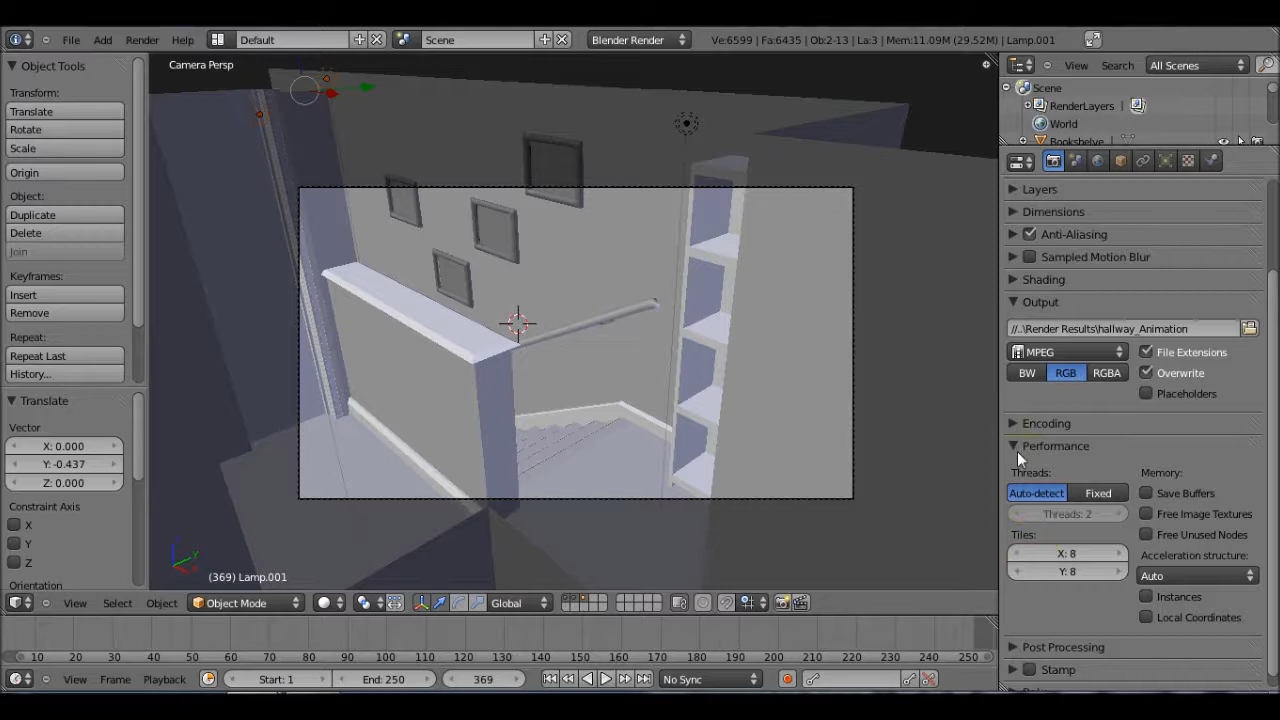 File Add Render Help Default Scene Blender Render Ve:6599 | Fa:6435 | Ob:2-13 | La:3 | Mem:11.09M (29.52M) | Lamp.001
Object Tools
Transform:
Translate
Rotate
Scale
Origin
Object:
Duplicate
Delete
Join
Keyframes:
Insert
Remove
Repeat:
Repeat Last
History...
Translate
Vector
X: 0.000
Y: -0.437
Z: 0.000
Constraint Axis
X
Y
Z
Orientation
Camera Persp
(369) Lamp.001
View Select Object Object Mode Global
10 20 30 40 50 60 70 80 90 100 110 120 130 140 150 160 170 180 190 200 210 220 230 240 250
View Frame Playback Start: 1 End: 250 369 No Sync
View Search All Scenes
Scene
RenderLayers
World
Bookshelve
Layers
Dimensions
Anti-Aliasing
Sampled Motion Blur
Shading
Output
//..\Render Results\hallway_Animation
MPEG File Extensions
BW RGB RGBA Overwrite
Placeholders
Encoding
Performance
Threads: Memory:
Auto-detect Fixed Save Buffers
Threads: 2 Free Image Textures
Tiles: Free Unused Nodes
X: 8 Acceleration structure:
Y: 8 Auto
Instances
Local Coordinates
Post Processing
Stamp